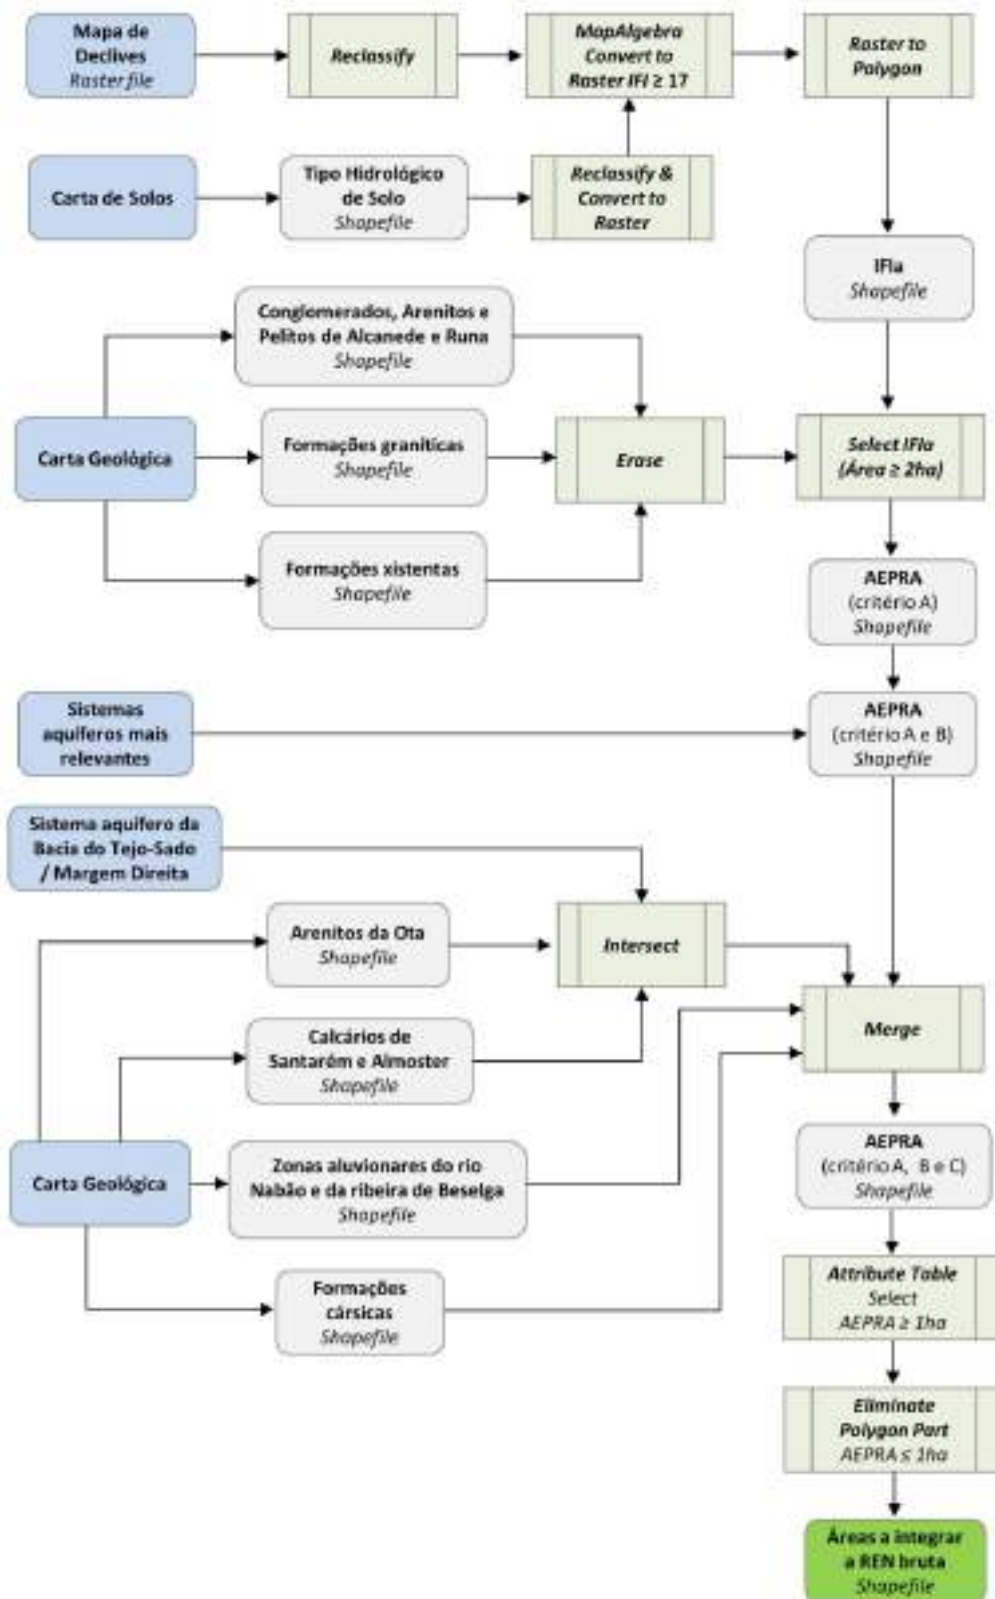 Mapa de
Declives
Rasterfile
Reclassify
MapAlgebra
Convert to
Raster IFI ≥ 17
Raster to
Polygon
Carta de Solos
Tipo Hidrológico
de Solo
Shapefile
Reclassify &
Convert to
Raster
IFIa
Shapefile
Conglomerados, Arenitos e
Pelitos de Alcanede e Runa
Shapefile
Carta Geológica
Formações graníticas
Shapefile
Erase
Select IFIa
(Área ≥ 2ha)
Formações xistentas
Shapefile
AEPRA
(critério A)
Shapefile
Sistemas
aquíferos mais
relevantes
AEPRA
(critério A e B)
Shapefile
Sistema aquífero da
Bacia do Tejo-Sado
/ Margem Direita
Arenitos da Ota
Shapefile
Intersect
Calcários de
Santarém e Almoster
Shapefile
Merge
Carta Geológica
Zonas aluvionares do rio
Nabão e da ribeira de Beselga
Shapefile
AEPRA
(critério A, B e C)
Shapefile
Formações
cársicas
Shapefile
Attribute Table
Select
AEPRA ≥ 1ha
Eliminate
Polygon Part
AEPRA ≤ 1ha
Áreas a integrar
a REN bruta
Shapefile